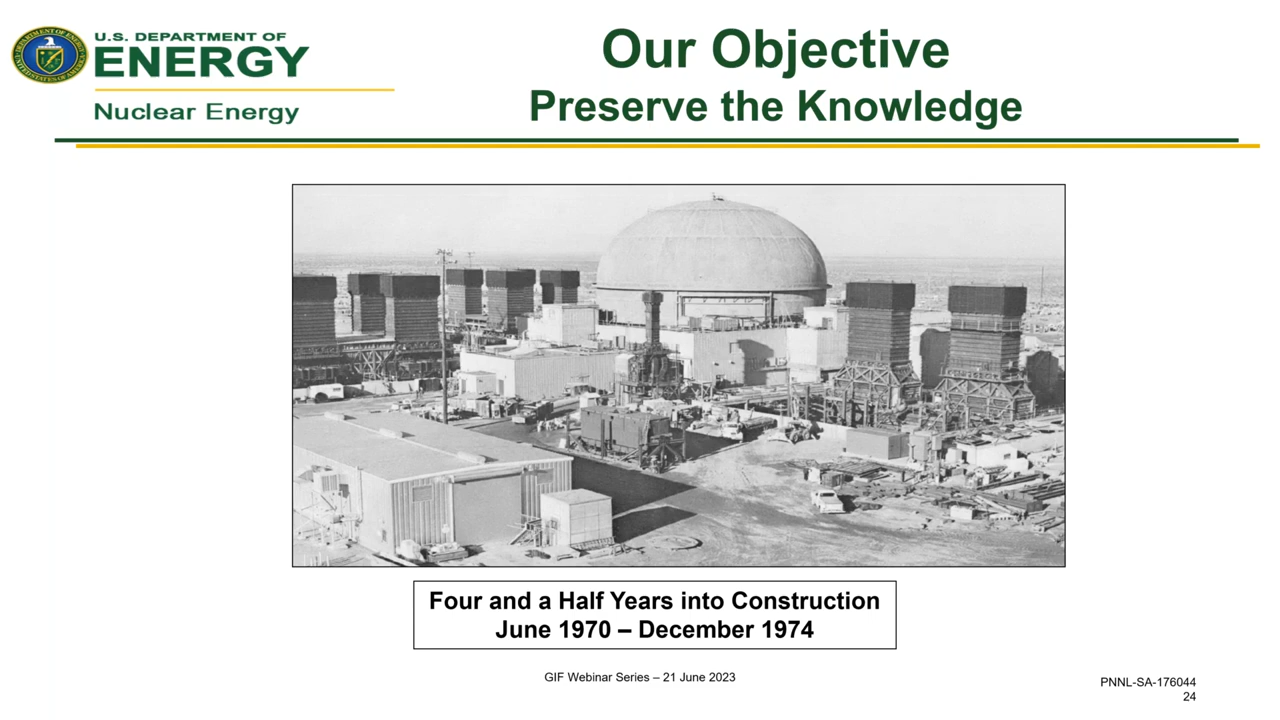 U.S. DEPARTMENT OF
ENERGY
Nuclear Energy
Our Objective
Preserve the Knowledge
Four and a Half Years into Construction
June 1970 – December 1974
GIF Webinar Series – 21 June 2023
PNNL-SA-176044
24